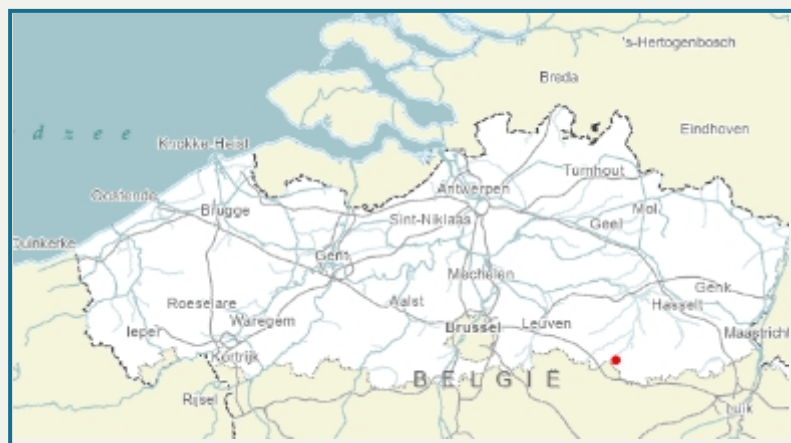 's-Hertogenbosch
Breda
Eindhoven
d z e e
Knokke-Heist
Turnhout
Antwerpen
Oostende
Mol
Brugge
Sint-Niklaas
Geel
Duinkerke
Gent
Mechelen
Genk
Roeselare
Aalst
Hasselt
Waregem
Brussel
Leuven
Ieper
Maastricht
Kortrijk
BELGIË
Rijsel
Luik